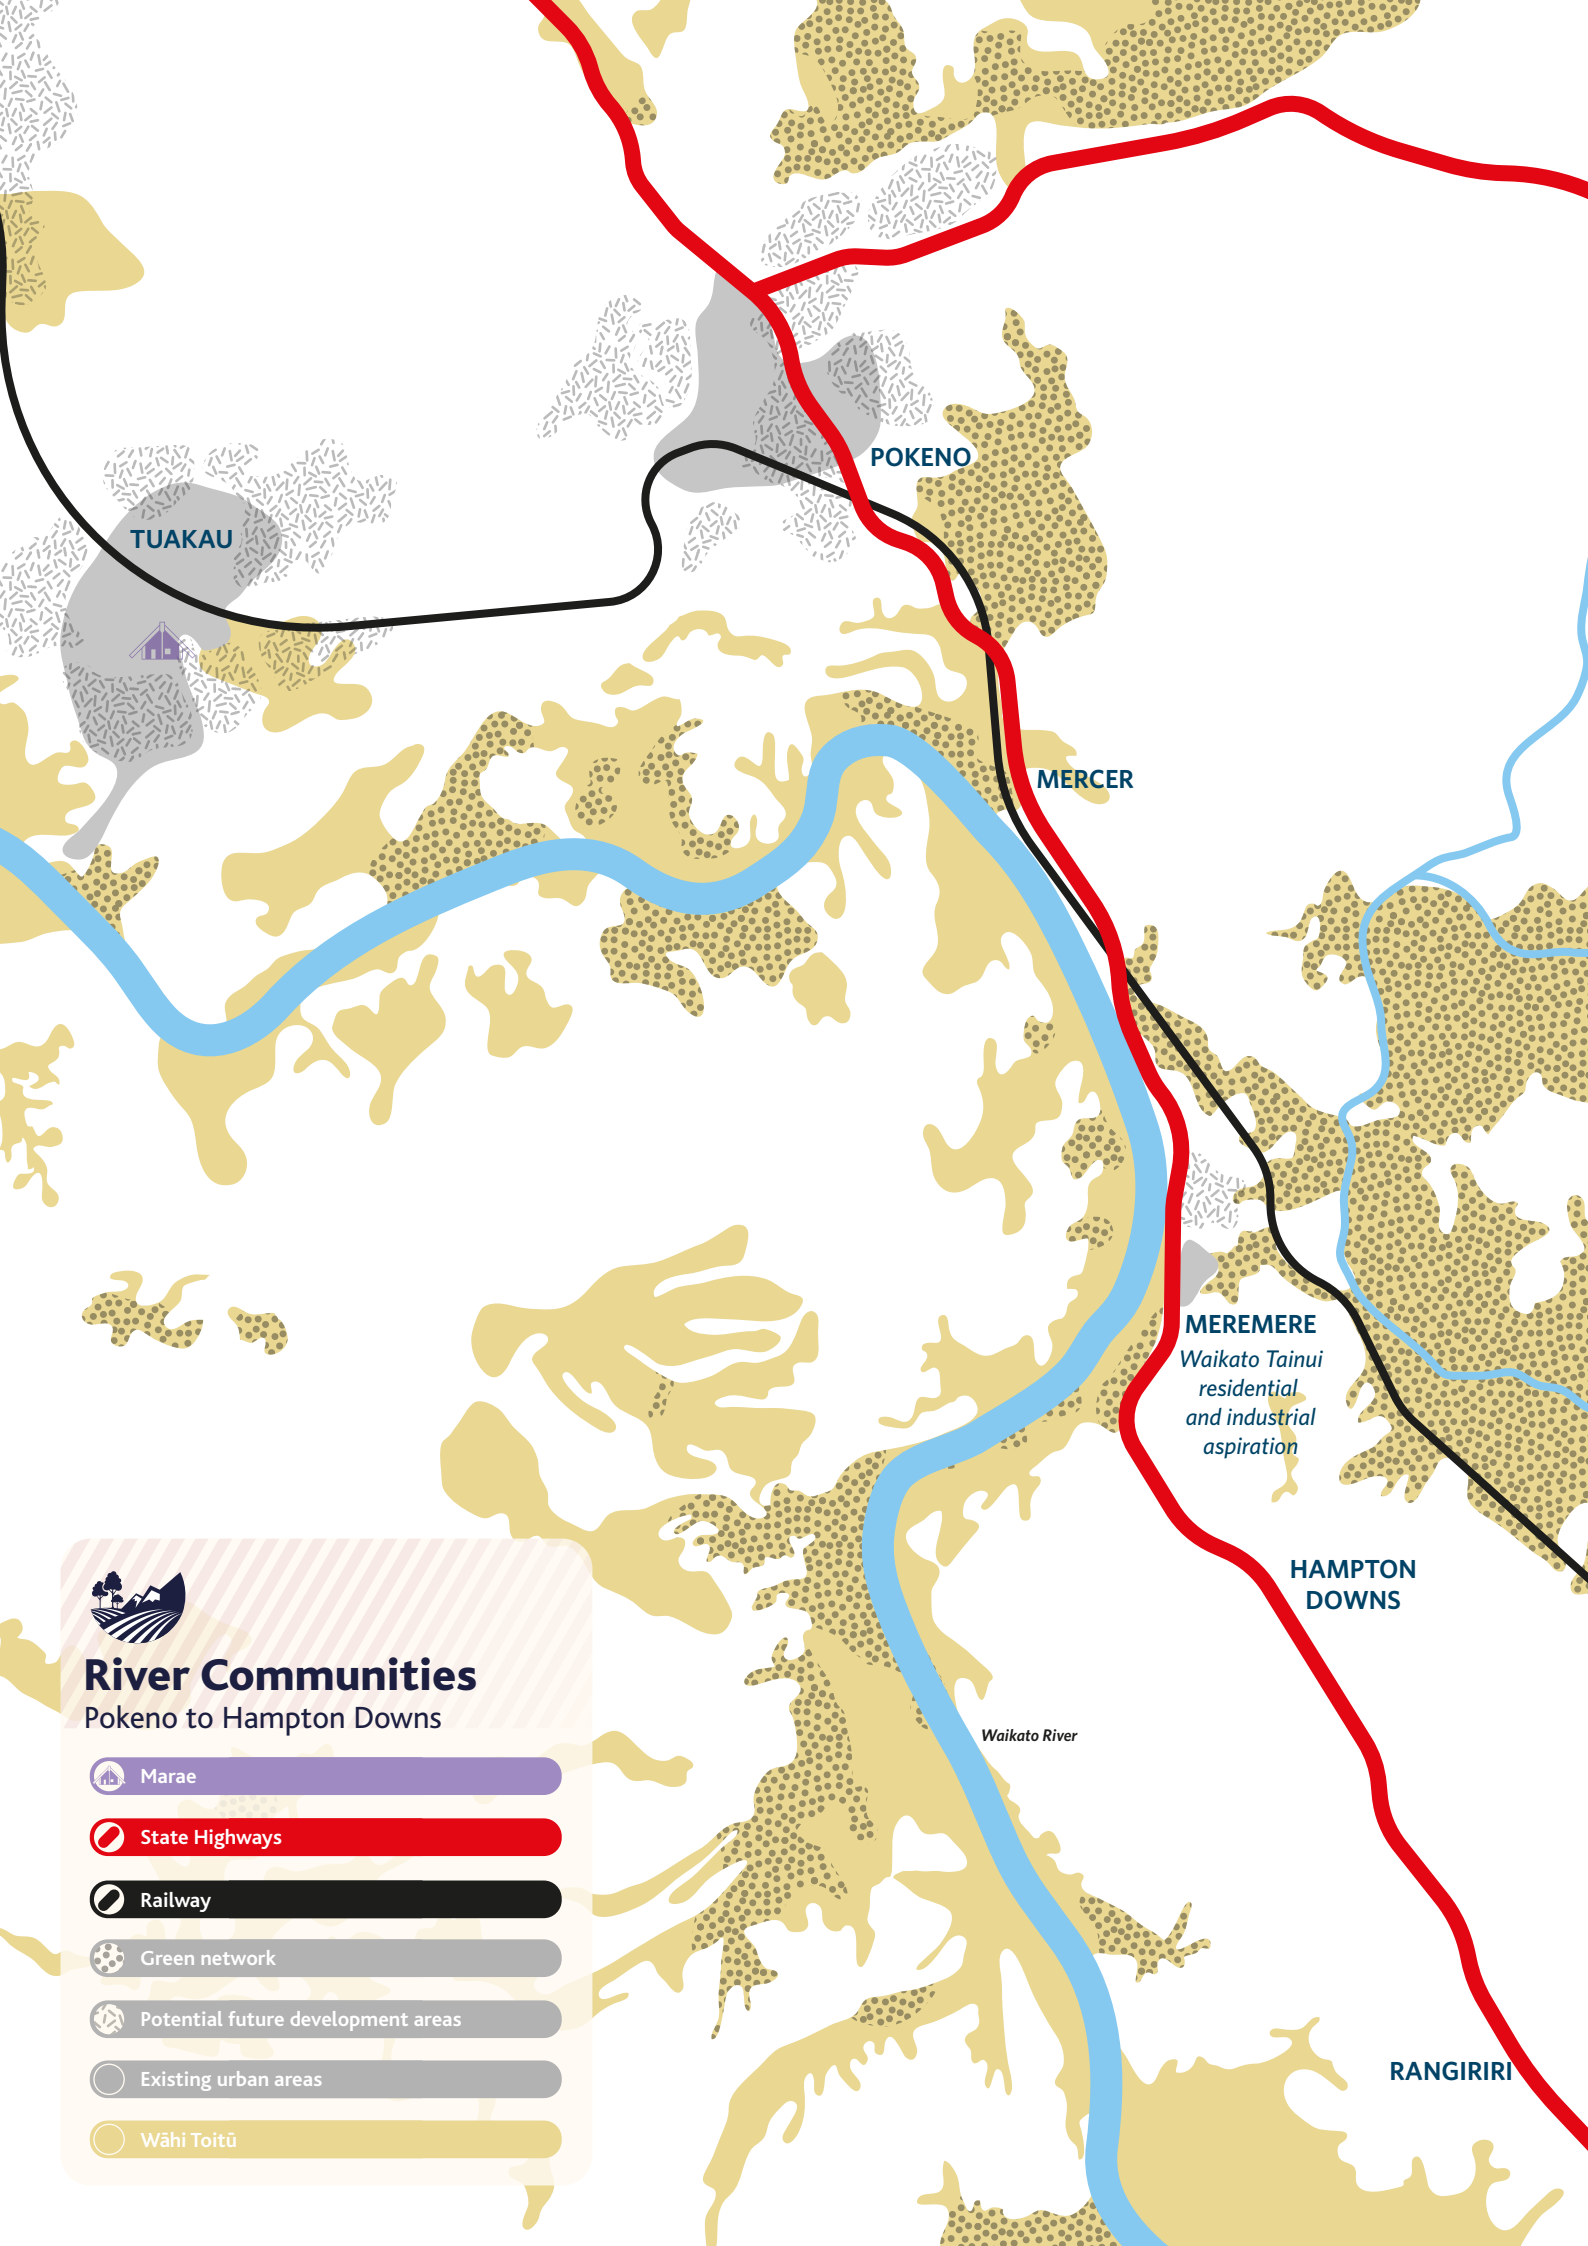 POKENO
TUAKAU
MERCER
MEREMERE
Waikato Tainui
residential
and industrial
aspiration
HAMPTON
DOWNS
River Communities
Pokeno to Hampton Downs
Waikato River
Marae
State Highways
Railway
Green network
Potential future development areas
Existing urban areas
RANGIRIRI
Wāhi Toitū